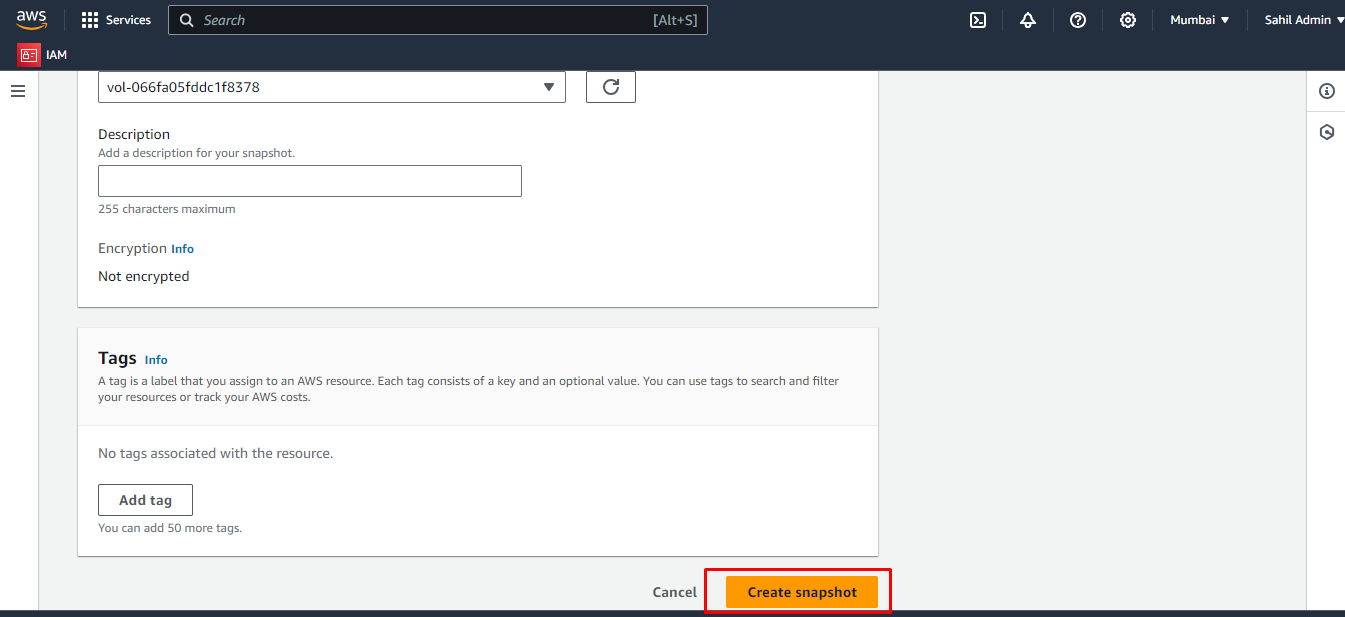 aws
Services
Search
[Alt+S]
Mumbai
Sahil Admin
IAM
vol-066fa05fddc1f8378
Description
Add a description for your snapshot.
255 characters maximum
Encryption Info
Not encrypted
Tags Info
A tag is a label that you assign to an AWS resource. Each tag consists of a key and an optional value. You can use tags to search and filter
your resources or track your AWS costs.
No tags associated with the resource.
Add tag
You can add 50 more tags.
Cancel
Create snapshot